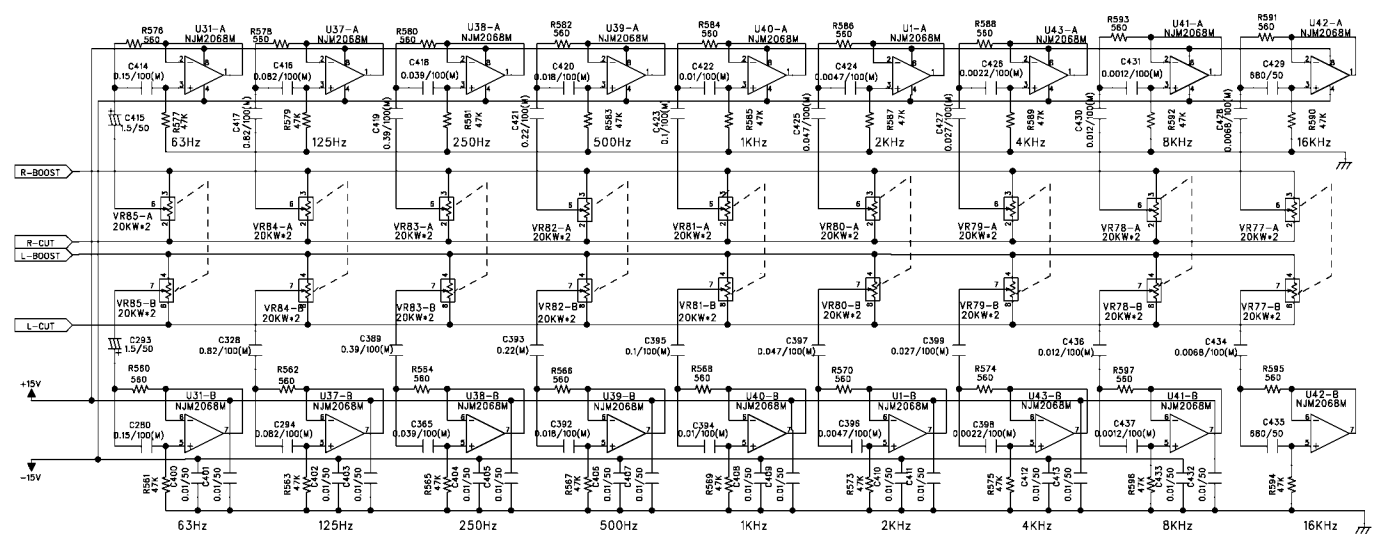 R576 560 U31-A NJM2068M
R578 560 U37-A NJM2068M
R580 560 U38-A NJM2068M
R582 560 U39-A NJM2068M
R584 560 U40-A NJM2068M
R586 560 U1-A NJM2068M
R588 560 U43-A NJM2068M
R593 560 U41-A NJM2068M
R591 560 U42-A NJM2068M
C414 0.15/100(M)
C416 0.082/100(M)
C418 0.039/100(M)
C420 0.018/100(M)
C422 0.01/100(M)
C424 0.0047/100(M)
C426 0.0022/100(M)
C431 0.0012/100(M)
C429 680/50
C415 1.5/50 R577 47K 63Hz
C417 0.82/100(M) R579 47K 125Hz
C419 0.39/100(M) R581 47K 250Hz
C421 0.22/100(M) R583 47K 500Hz
C423 0.1/100(M) R585 47K 1KHz
C425 0.047/100(M) R587 47K 2KHz
C427 0.027/100(M) R589 47K 4KHz
C430 0.012/100(M) R592 47K 8KHz
C428 0.0068/100(M) R590 47K 16KHz
R-BOOST
VR85-A 20KW*2
VR84-A 20KW*2
VR83-A 20KW*2
VR82-A 20KW*2
VR81-A 20KW*2
VR80-A 20KW*2
VR79-A 20KW*2
VR78-A 20KW*2
VR77-A 20KW*2
R-CUT
L-BOOST
VR85-B 20KW*2
VR84-B 20KW*2
VR83-B 20KW*2
VR82-B 20KW*2
VR81-B 20KW*2
VR80-B 20KW*2
VR79-B 20KW*2
VR78-B 20KW*2
VR77-B 20KW*2
L-CUT
C293 1.5/50
C328 0.82/100(M)
C389 0.39/100(M)
C393 0.22(M)
C395 0.1/100(M)
C397 0.047/100(M)
C399 0.027/100(M)
C436 0.012/100(M)
C434 0.0068/100(M)
+15V
R560 560 U31-B NJM2068M
R562 560 U37-B NJM2068M
R564 560 U38-B NJM2068M
R566 560 U39-B NJM2068M
R568 560 U40-B NJM2068M
R570 560 U1-B NJM2068M
R574 560 U43-B NJM2068M
R597 560 U41-B NJM2068M
R595 560 U42-B NJM2068M
C280 0.15/100(M)
C294 0.082/100(M)
C365 0.039/100(M)
C392 0.018/100(M)
C394 0.01/100(M)
C396 0.0047/100(M)
C398 0.0022/100(M)
C437 0.0012/100(M)
C435 680/50
-15V
R561 47K C400 0.01/50 C401 0.01/50
R563 47K C402 0.01/50 C403 0.01/50
R565 47K C404 0.01/50 C405 0.01/50
R567 47K C406 0.01/50 C407 0.01/50
R569 47K C408 0.01/50 C409 0.01/50
R573 47K C410 0.01/50 C411 0.01/50
R575 47K C412 0.01/50 C413 0.01/50
R596 47K C433 0.01/50 C432 0.01/50
R594 47K
63Hz 125Hz 250Hz 500Hz 1KHz 2KHz 4KHz 8KHz 16KHz